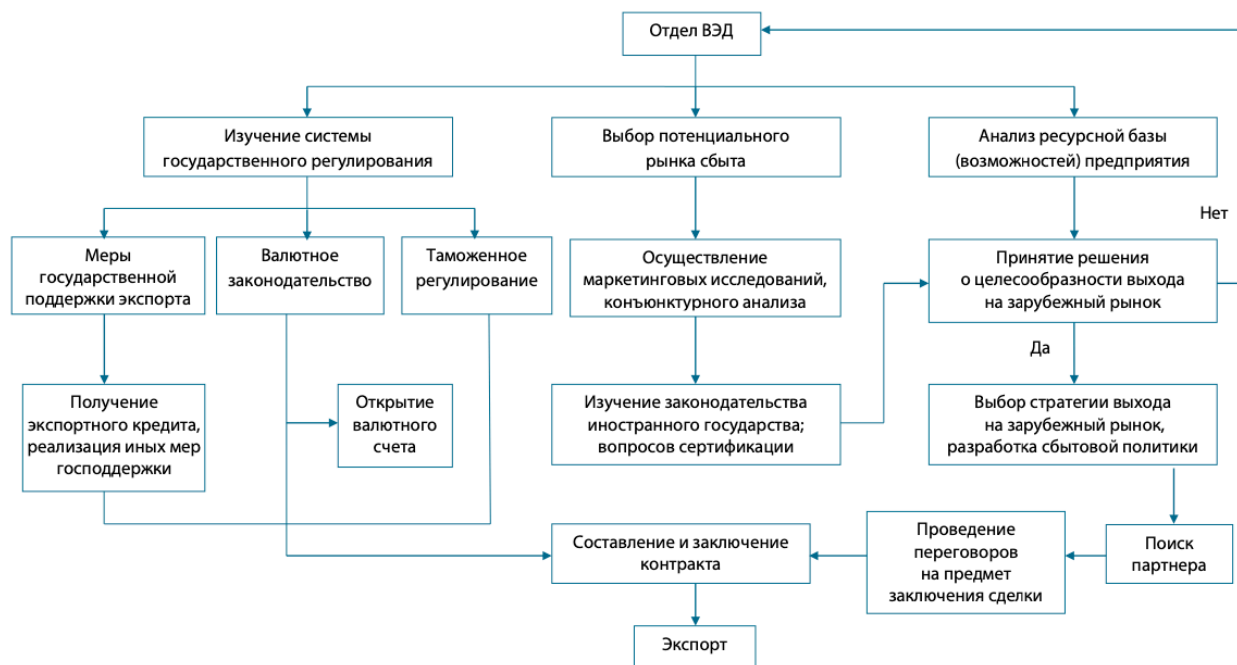 Отдел ВЭД
Изучение системы
государственного регулирования
Выбор потенциального
рынка сбыта
Анализ ресурсной базы
(возможностей) предприятия
Нет
Меры
государственной
поддержки экспорта
Валютное
законодательство
Таможенное
регулирование
Осуществление
маркетинговых исследований,
конъюнктурного анализа
Принятие решения
о целесообразности выхода
на зарубежный рынок
Да
Получение
экспортного кредита,
реализация иных мер
господдержки
Открытие
валютного
счета
Изучение законодательства
иностранного государства;
вопросов сертификации
Выбор стратегии выхода
на зарубежный рынок,
разработка сбытовой политики
Составление и заключение
контракта
Проведение
переговоров
на предмет
заключения сделки
Поиск
партнера
Экспорт